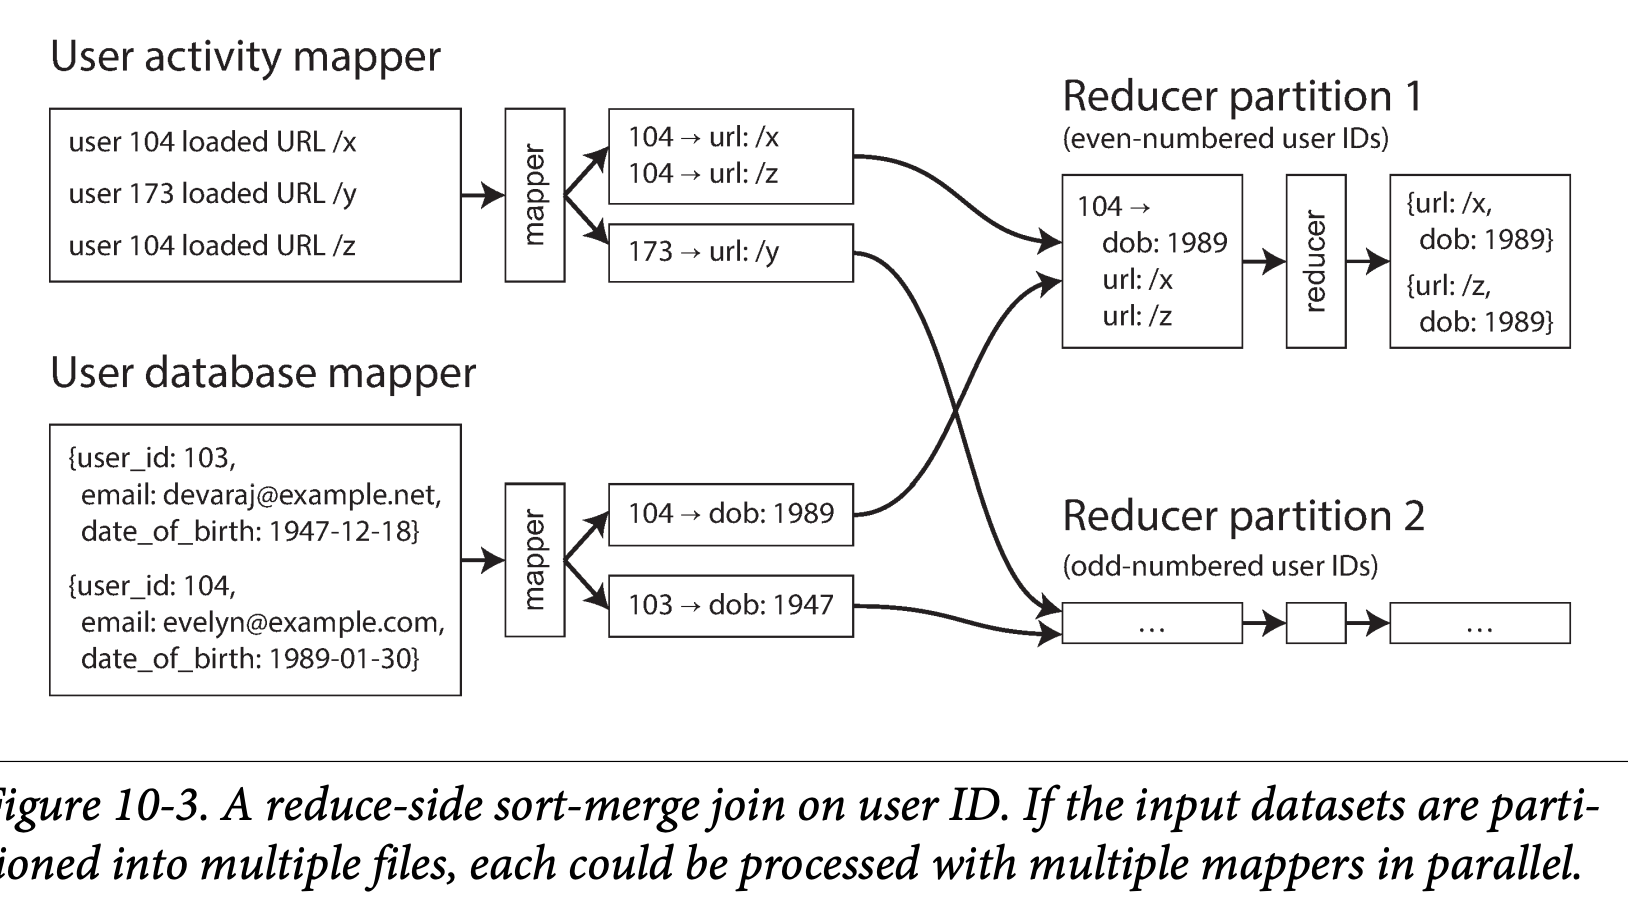 User activity mapper
user 104 loaded URL /x
user 173 loaded URL /y
user 104 loaded URL /z
mapper
104 → url: /x
104 → url: /z
173 → url: /y
User database mapper
{user_id: 103,
email: devaraj@example.net,
date_of_birth: 1947-12-18}
{user_id: 104,
email: evelyn@example.com,
date_of_birth: 1989-01-30}
mapper
104 → dob: 1989
103 → dob: 1947
Reducer partition 1
(even-numbered user IDs)
104 →
dob: 1989
url: /x
url: /z
reducer
{url: /x,
dob: 1989}
{url: /z,
dob: 1989}
Reducer partition 2
(odd-numbered user IDs)
...
...
igure 10-3. A reduce-side sort-merge join on user ID. If the input datasets are parti-
ioned into multiple files, each could be processed with multiple mappers in parallel.